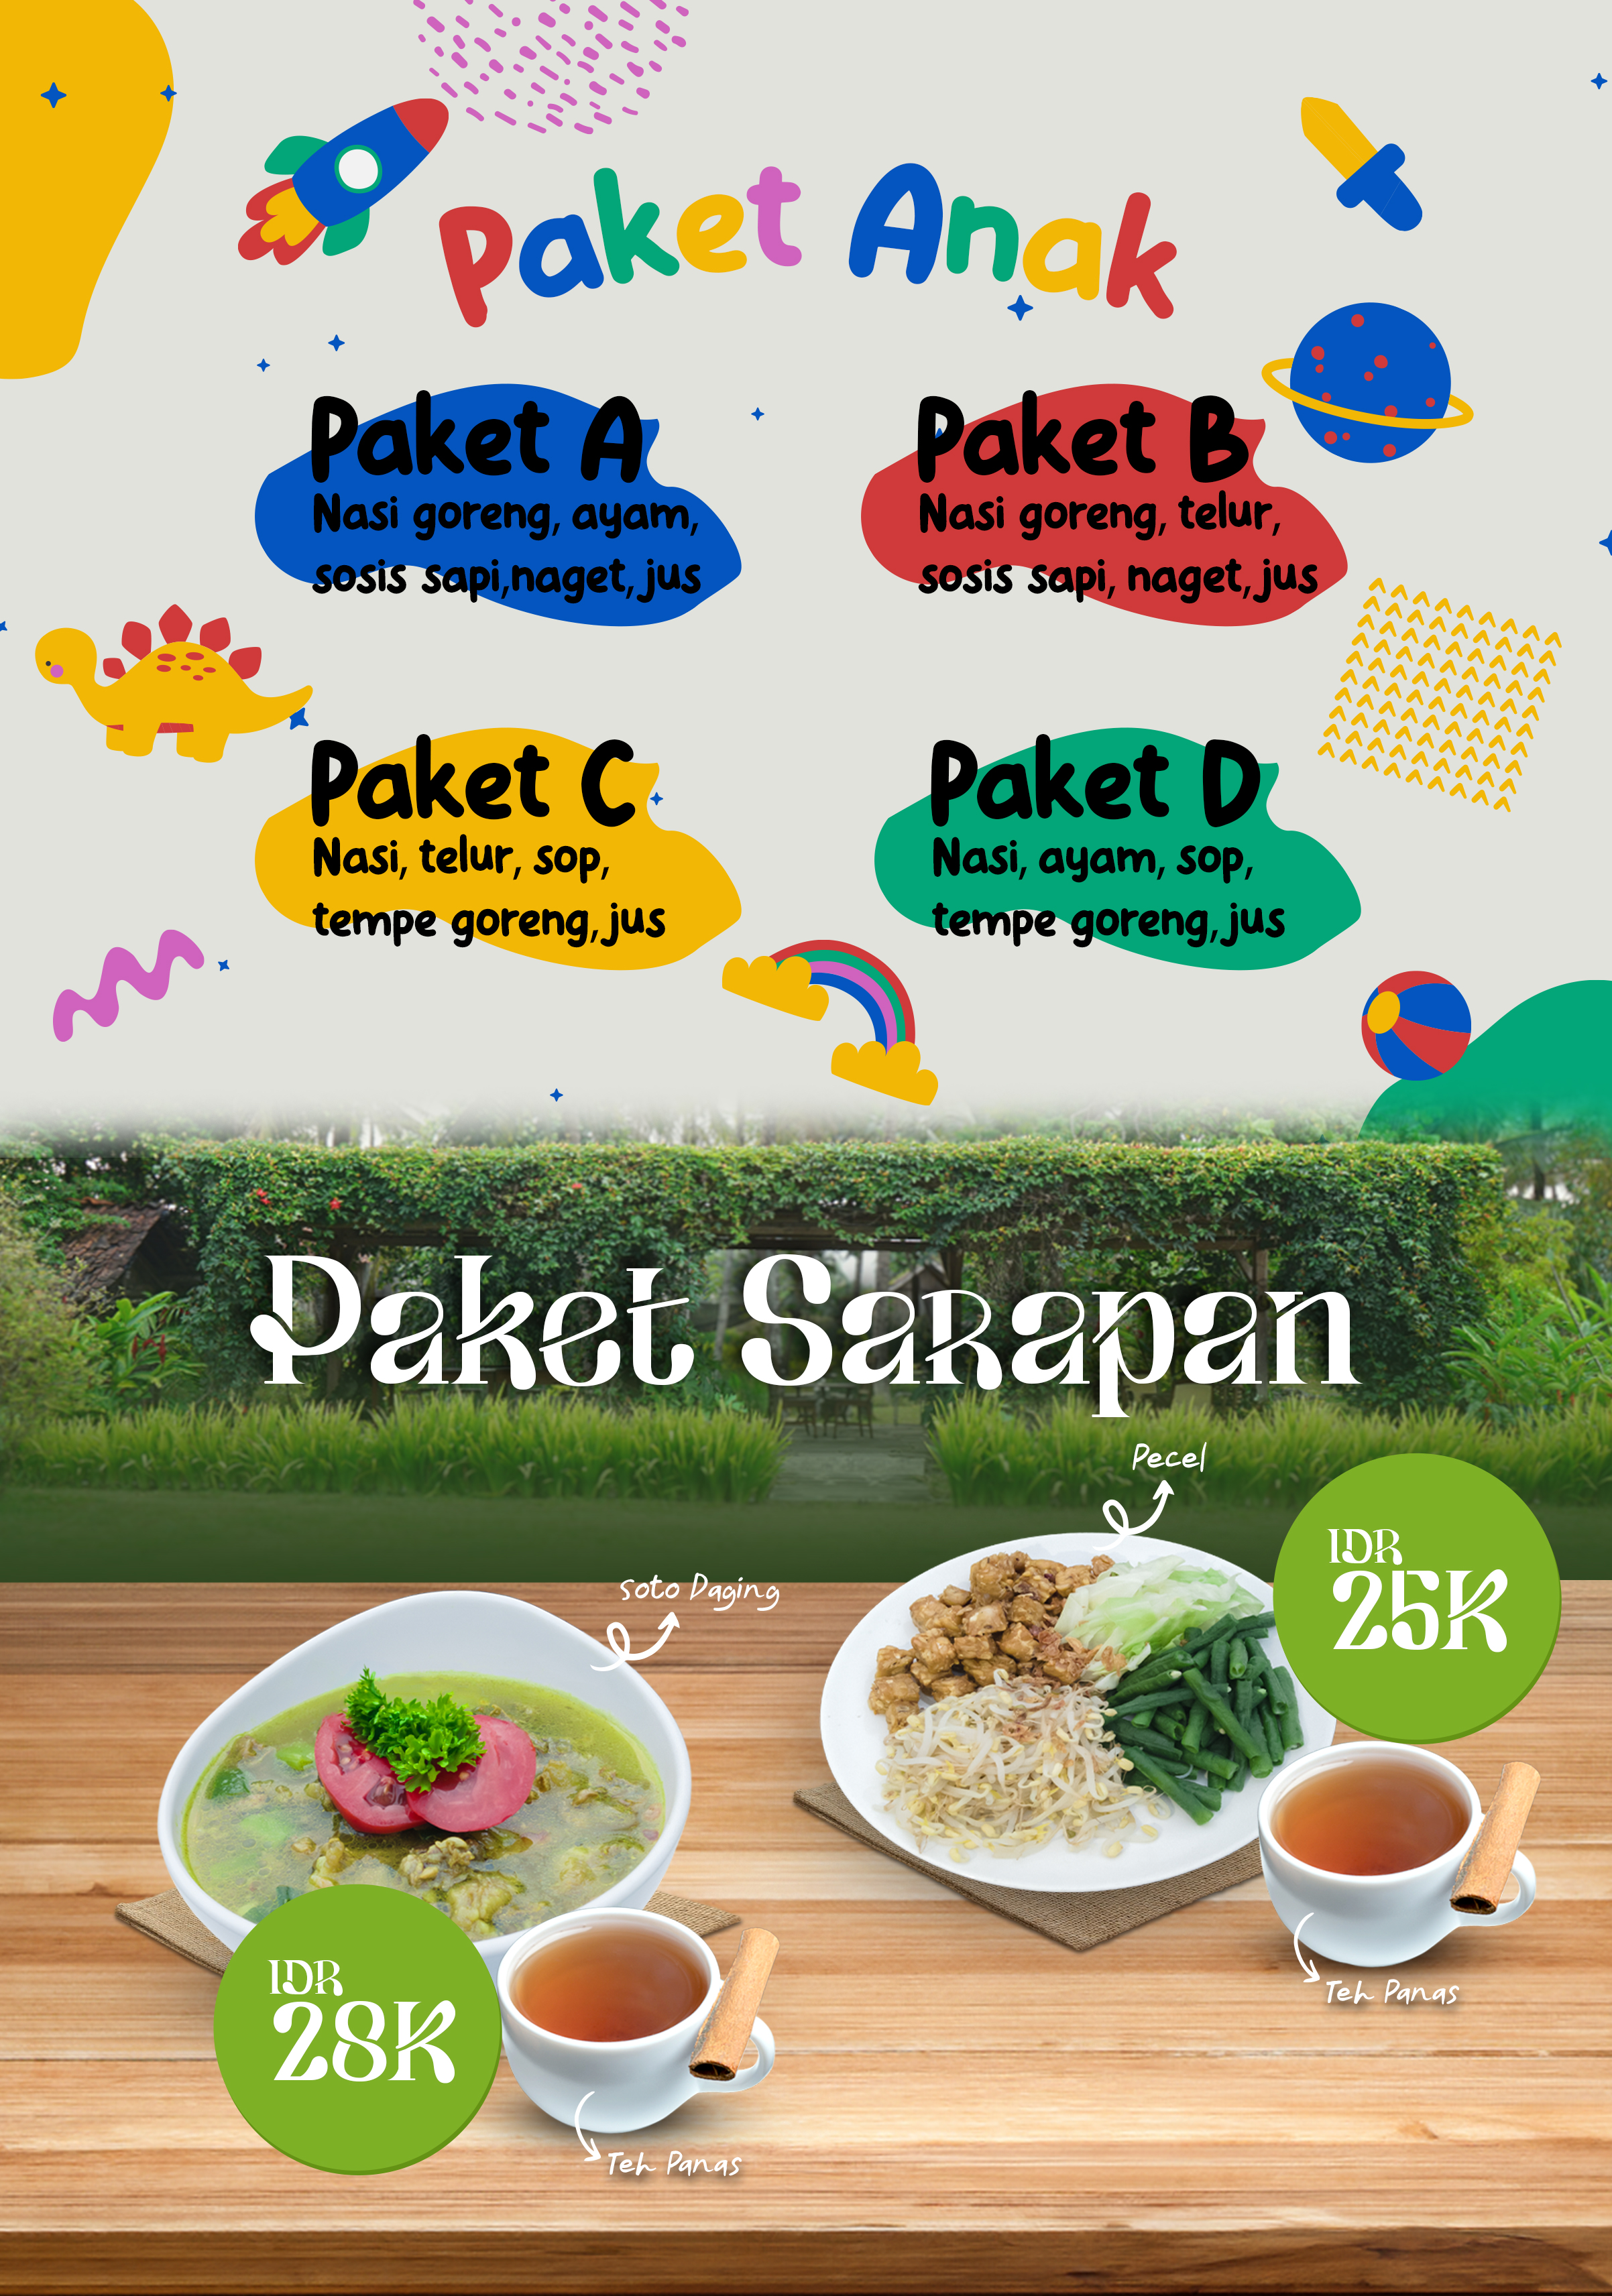 Paket Anak
Paket A
Nasi goreng, ayam,
sosis sapi,naget, jus
Paket B
Nasi goreng, telur,
sosis sapi, naget, jus
Paket C
Nasi, telur, sop,
tempe goreng, jus
Paket D
Nasi, ayam, sop,
tempe goreng, jus
Paket Sarapan
Pecel
IDR
25K
Soto Daging
Teh Panas
IDR
28K
Teh Panas